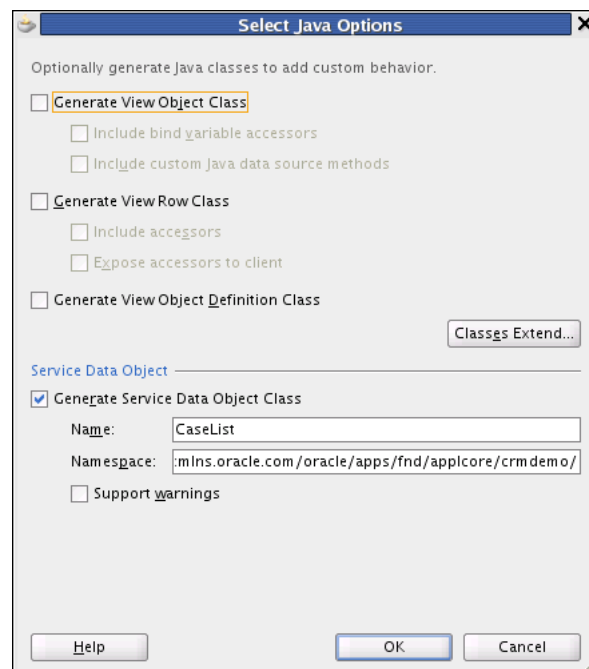 Select Java Options
Optionally generate Java classes to add custom behavior.
Generate View Object Class
Include bind variable accessors
Include custom Java data source methods
Generate View Row Class
Include accessors
Expose accessors to client
Generate View Object Definition Class
Classes Extend...
Service Data Object
Generate Service Data Object Class
Name: CaseList
Namespace: :mlns.oracle.com/oracle/apps/fnd/applcore/crmdemo/
Support warnings
Help OK Cancel